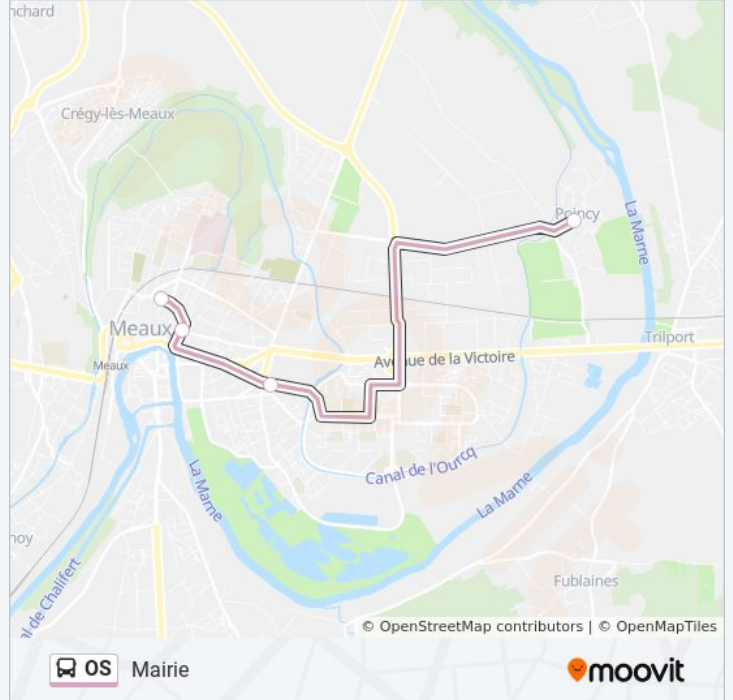 nchard
Crégy-lès-Meaux
Poincy
La Marne
Meaux
Trilport
Avenue de la Victoire
Meaux
Canal de l'Ourcq
La Marne
La Marne
noy
al de Chalifert
Fublaines
© OpenStreetMap contributors | © OpenMapTiles
OS Mairie
moovit